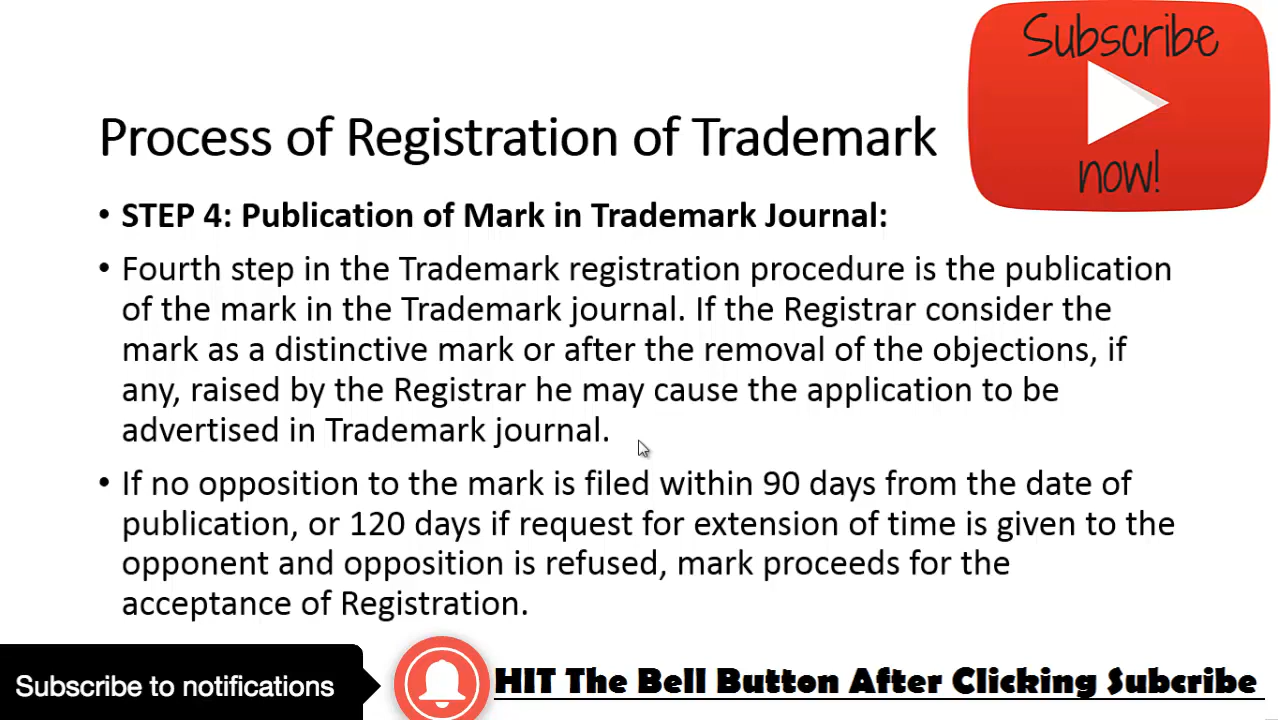 Subscribe
now!
Process of Registration of Trademark
• STEP 4: Publication of Mark in Trademark Journal:
• Fourth step in the Trademark registration procedure is the publication
of the mark in the Trademark journal. If the Registrar consider the
mark as a distinctive mark or after the removal of the objections, if
any, raised by the Registrar he may cause the application to be
advertised in Trademark journal.
• If no opposition to the mark is filed within 90 days from the date of
publication, or 120 days if request for extension of time is given to the
opponent and opposition is refused, mark proceeds for the
acceptance of Registration.
Subscribe to notifications
HIT The Bell Button After Clicking Subcribe